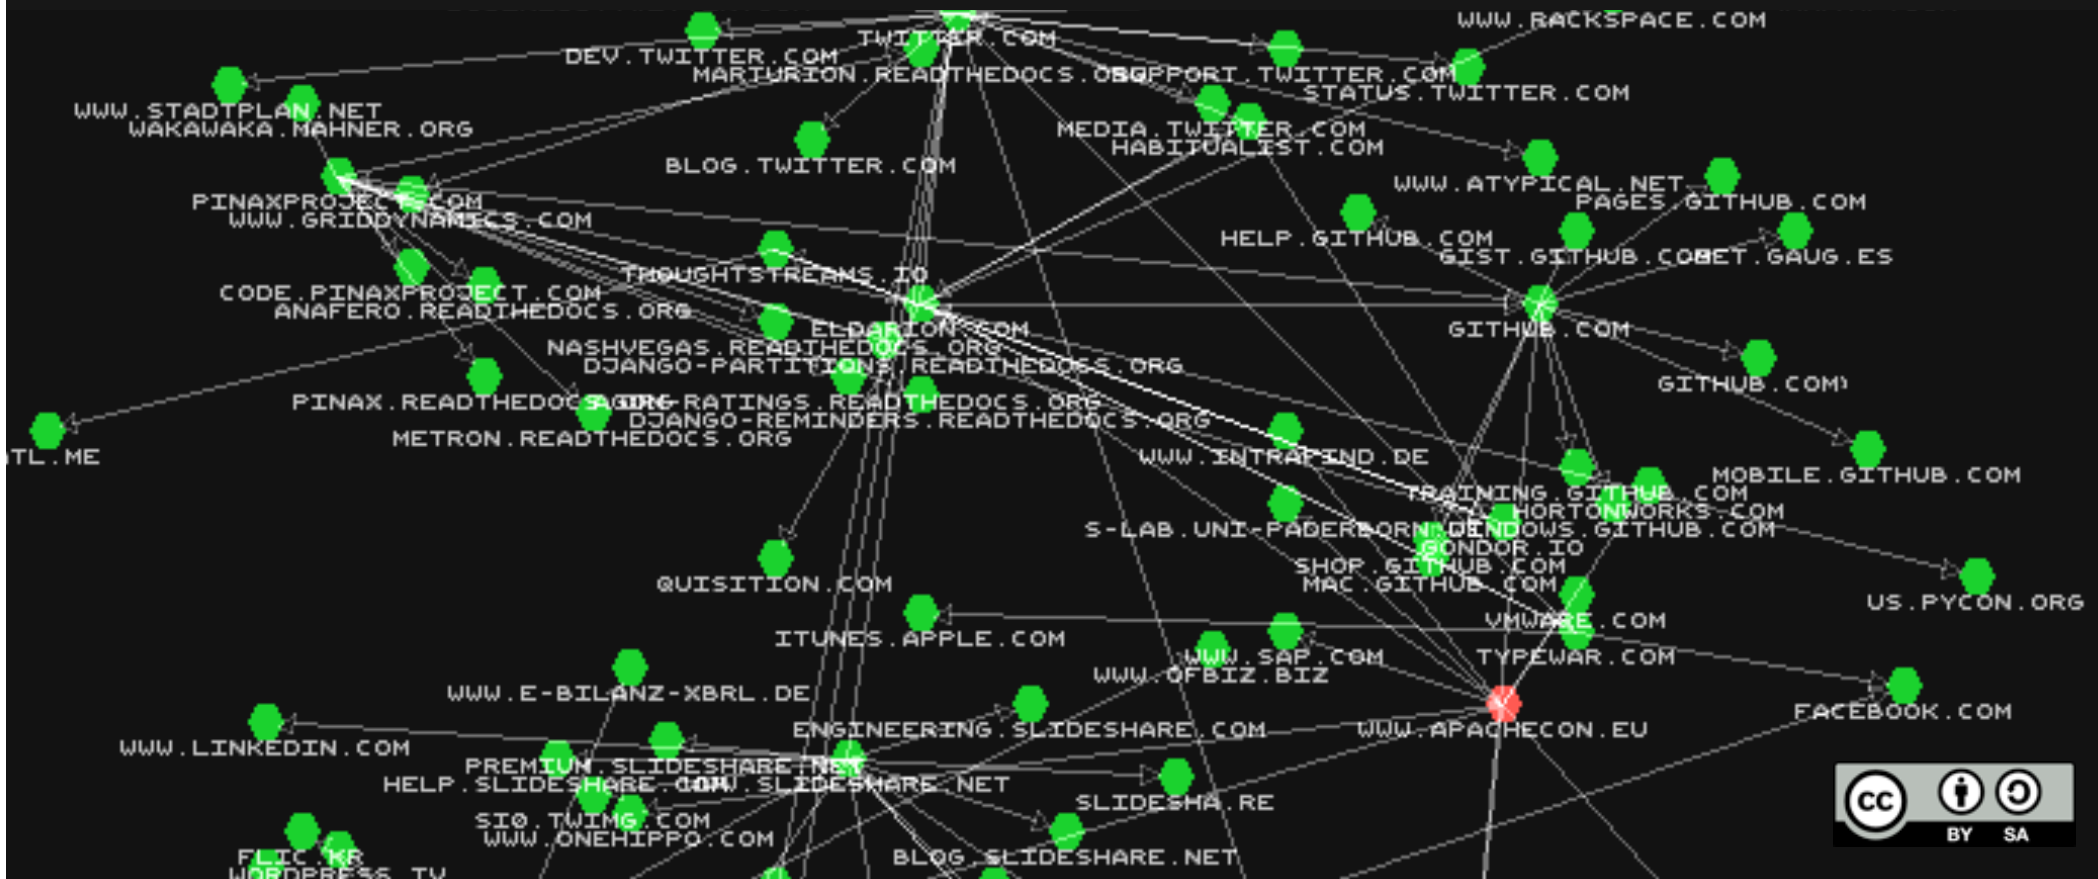 WWW.RACKSPACE.COM
TWITTER.COM
DEV.TWITTER.COM
MARTURION.READTHEDOCS.ORG
SUPPORT.TWITTER.COM
STATUS.TWITTER.COM
WWW.STADTPLAN.NET
WAKAWAKA.MAHNER.ORG
MEDIA.TWITTER.COM
HABITUALIST.COM
BLOG.TWITTER.COM
WWW.ATYPICAL.NET
PINAXPROJECT.COM
PAGES.GITHUB.COM
WWW.GRIDDYNAMICS.COM
HELP.GITHUB.COM
GIST.GITHUB.COM
GET.GAUG.ES
THOUGHTSTREAMS.IO
CODE.PINAXPROJECT.COM
ANAFERO.READTHEDOCS.ORG
ELDARION.COM
GITHUB.COM
NASHVEGAS.READTHEDOCS.ORG
DJANGO-PARTITIONS.READTHEDOCS.ORG
GITHUB.COM)
PINAX.READTHEDOCS.ORG
AGON-RATINGS.READTHEDOCS.ORG
DJANGO-REMINDERS.READTHEDOCS.ORG
METRON.READTHEDOCS.ORG
TL.ME
WWW.INTRAFIND.DE
MOBILE.GITHUB.COM
TRAINING.GITHUB.COM
HORTONWORKS.COM
S-LAB.UNI-PADERBORN.DE
WINDOWS.GITHUB.COM
GONDOR.IO
SHOP.GITHUB.COM
MAC.GITHUB.COM
QUISITION.COM
US.PYCON.ORG
VMWARE.COM
ITUNES.APPLE.COM
WWW.SAP.COM
TYPEWAR.COM
WWW.OFBIZ.BIZ
WWW.E-BILANZ-XBRL.DE
FACEBOOK.COM
ENGINEERING.SLIDESHARE.COM
WWW.APACHECON.EU
WWW.LINKEDIN.COM
PREMIUM.SLIDESHARE.NET
HELP.SLIDESHARE.COM
WWW.SLIDESHARE.NET
SLIDESHA.RE
SI0.TWIMG.COM
WWW.ONEHIPPO.COM
FLIC.KR
BLOG.SLIDESHARE.NET
WORDPRESS.TV
CC
BY SA